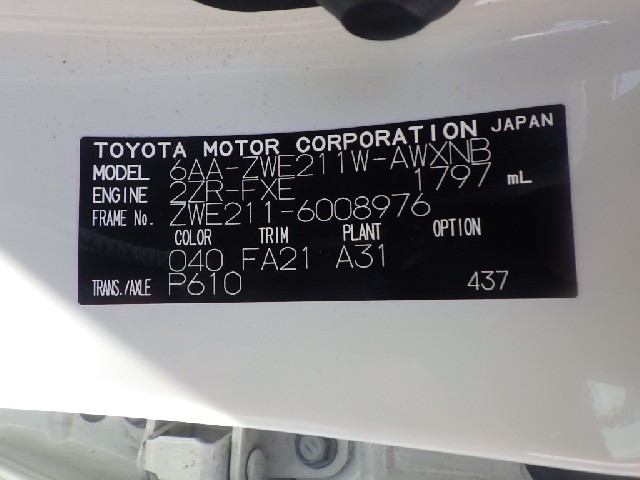 TOYOTA MOTOR CORPORATION JAPAN
MODEL 6AA-ZWE211W-AWXNB
ENGINE 2ZR-FXE 1797 mL
FRAME No. ZWE211-6008976
COLOR TRIM PLANT OPTION
040 FA21 A31
TRANS./AXLE P610 437